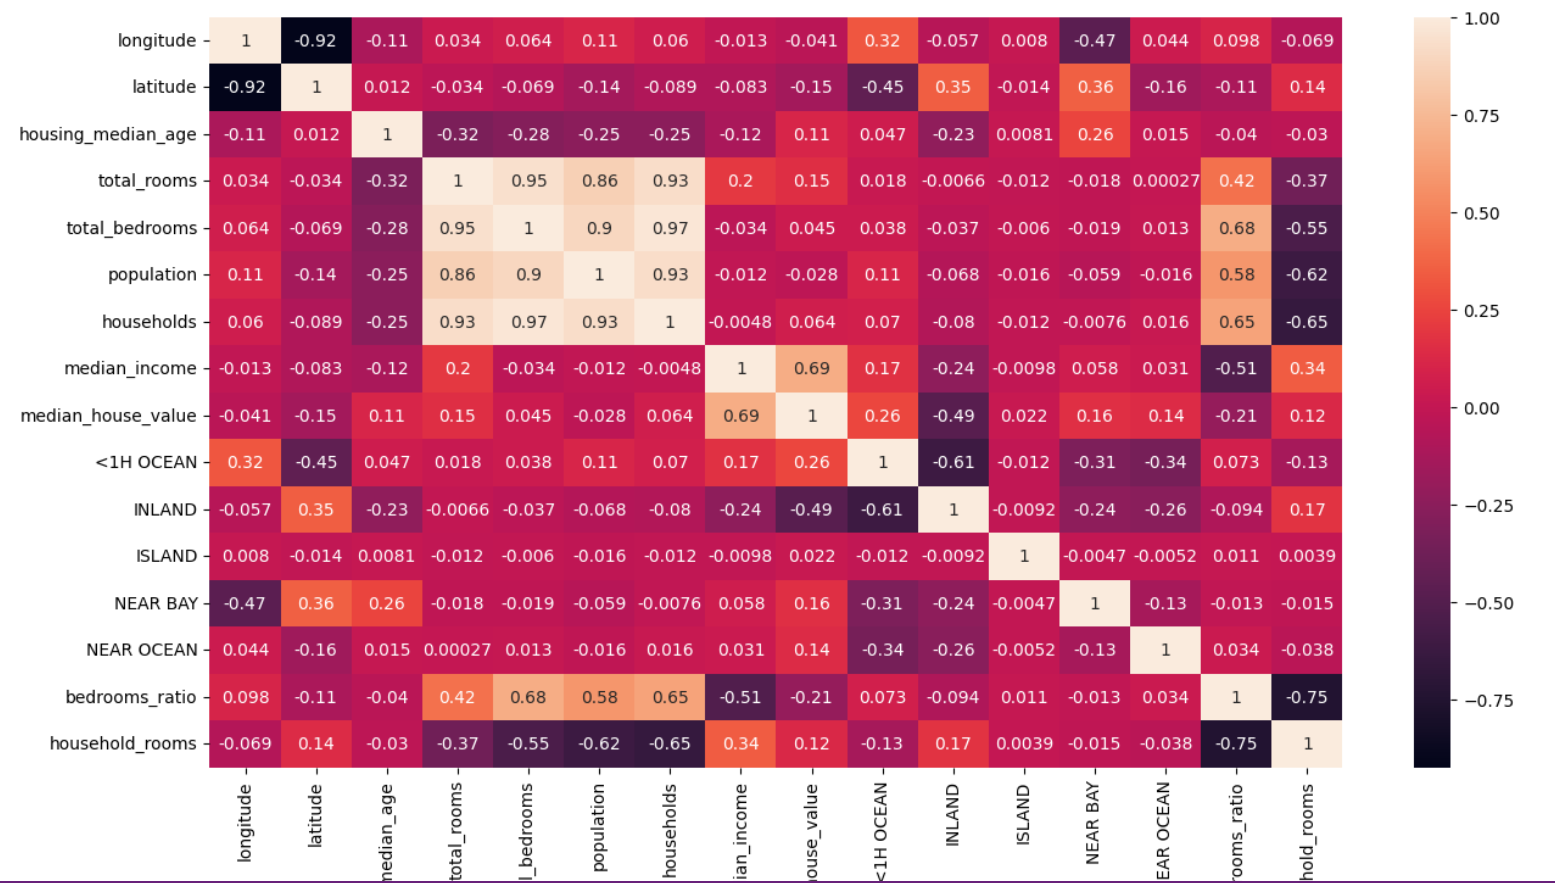 longitude 1 -0.92 -0.11 0.034 0.064 0.11 0.06 -0.013 -0.041 0.32 -0.057 0.008 -0.47 0.044 0.098 -0.069
latitude -0.92 1 0.012 -0.034 -0.069 -0.14 -0.089 -0.083 -0.15 -0.45 0.35 -0.014 0.36 -0.16 -0.11 0.14
housing_median_age -0.11 0.012 1 -0.32 -0.28 -0.25 -0.25 -0.12 0.11 0.047 -0.23 0.0081 0.26 0.015 -0.04 -0.03
total_rooms 0.034 -0.034 -0.32 1 0.95 0.86 0.93 0.2 0.15 0.018 -0.0066 -0.012 -0.018 0.00027 0.42 -0.37
total_bedrooms 0.064 -0.069 -0.28 0.95 1 0.9 0.97 -0.034 0.045 0.038 -0.037 -0.006 -0.019 0.013 0.68 -0.55
population 0.11 -0.14 -0.25 0.86 0.9 1 0.93 -0.012 -0.028 0.11 -0.068 -0.016 -0.059 -0.016 0.58 -0.62
households 0.06 -0.089 -0.25 0.93 0.97 0.93 1 -0.0048 0.064 0.07 -0.08 -0.012 -0.0076 0.016 0.65 -0.65
median_income -0.013 -0.083 -0.12 0.2 -0.034 -0.012 -0.0048 1 0.69 0.17 -0.24 -0.0098 0.058 0.031 -0.51 0.34
median_house_value -0.041 -0.15 0.11 0.15 0.045 -0.028 0.064 0.69 1 0.26 -0.49 0.022 0.16 0.14 -0.21 0.12
<1H OCEAN 0.32 -0.45 0.047 0.018 0.038 0.11 0.07 0.17 0.26 1 -0.61 -0.012 -0.31 -0.34 0.073 -0.13
INLAND -0.057 0.35 -0.23 -0.0066 -0.037 -0.068 -0.08 -0.24 -0.49 -0.61 1 -0.0092 -0.24 -0.26 -0.094 0.17
ISLAND 0.008 -0.014 0.0081 -0.012 -0.006 -0.016 -0.012 -0.0098 0.022 -0.012 -0.0092 1 -0.0047 -0.0052 0.011 0.0039
NEAR BAY -0.47 0.36 0.26 -0.018 -0.019 -0.059 -0.0076 0.058 0.16 -0.31 -0.24 -0.0047 1 -0.13 -0.013 -0.015
NEAR OCEAN 0.044 -0.16 0.015 0.00027 0.013 -0.016 0.016 0.031 0.14 -0.34 -0.26 -0.0052 -0.13 1 0.034 -0.038
bedrooms_ratio 0.098 -0.11 -0.04 0.42 0.68 0.58 0.65 -0.51 -0.21 0.073 -0.094 0.011 -0.013 0.034 1 -0.75
household_rooms -0.069 0.14 -0.03 -0.37 -0.55 -0.62 -0.65 0.34 0.12 -0.13 0.17 0.0039 -0.015 -0.038 -0.75 1
longitude
latitude
median_age
total_rooms
l_bedrooms
population
households
ian_income
ouse_value
<1H OCEAN
INLAND
ISLAND
NEAR BAY
EAR OCEAN
rooms_ratio
hold_rooms
1.00
0.75
0.50
0.25
0.00
−0.25
−0.50
−0.75